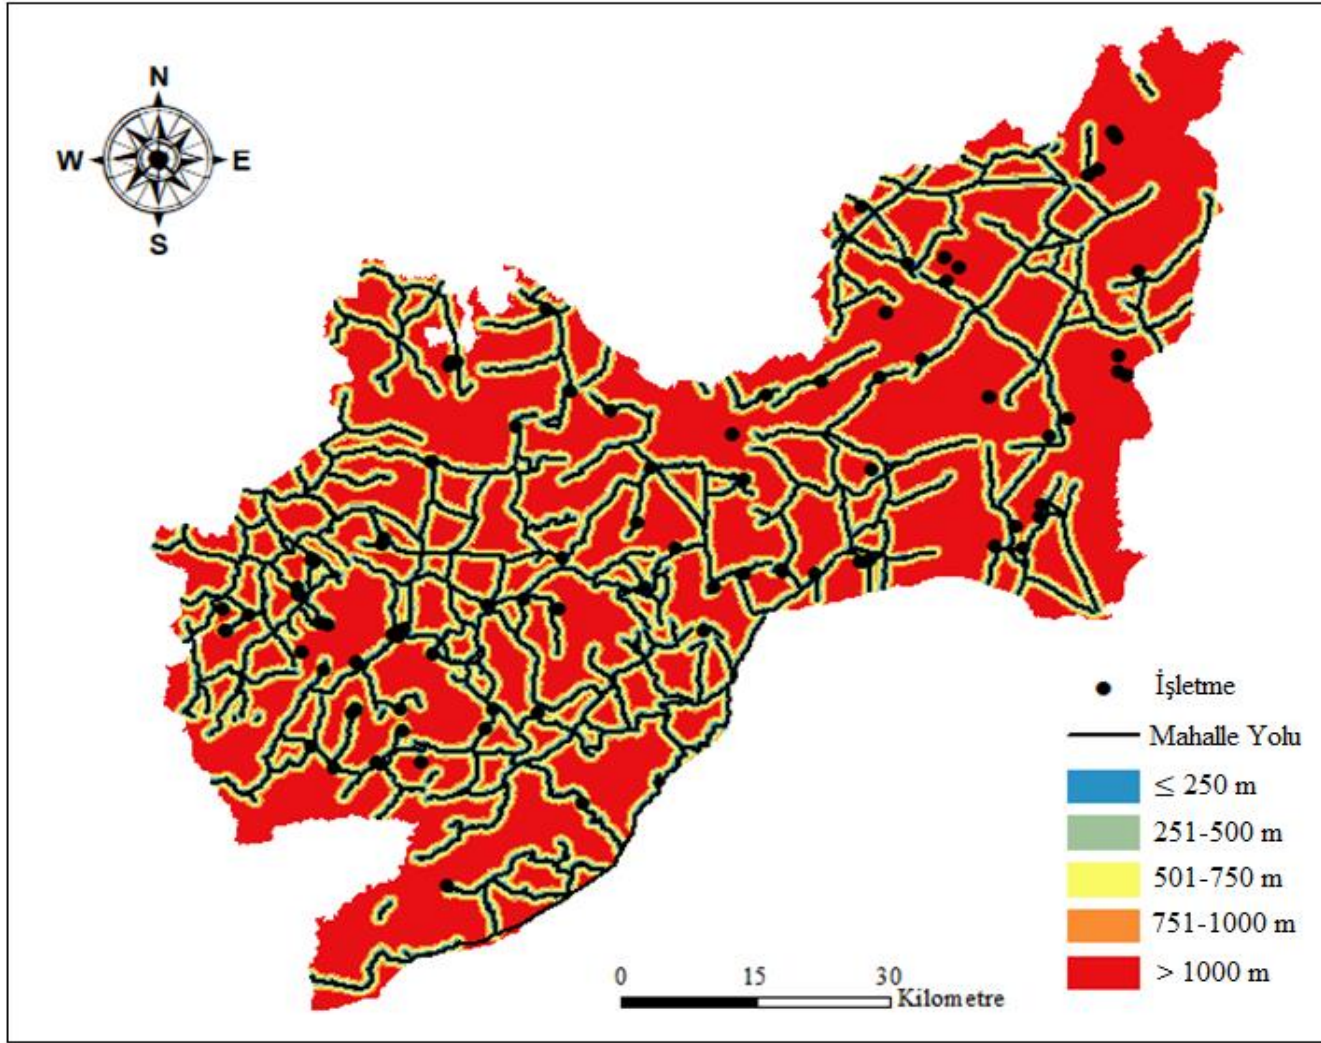 N
W E
S
İşletme
Mahalle Yolu
≤ 250 m
251-500 m
501-750 m
751-1000 m
> 1000 m
0 15 30
Kilometre